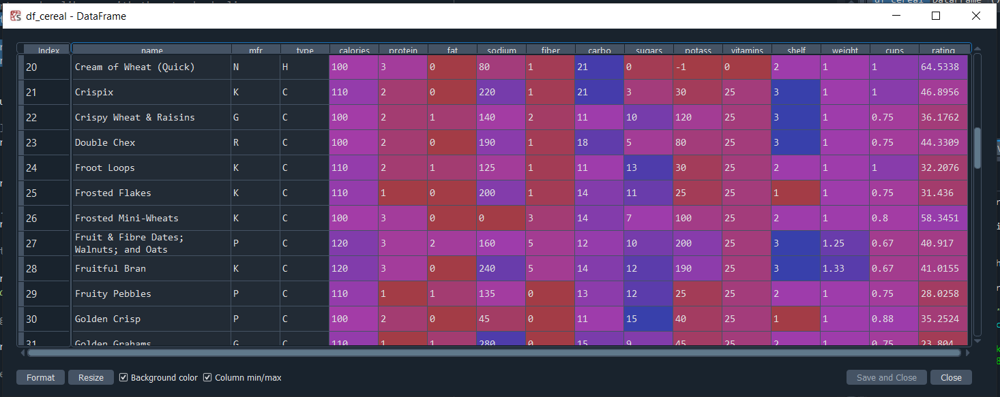 df_cereal - DataFrame
Index name mfr type calories protein fat sodium fiber carbo sugars potass vitamins shelf weight cups rating
20 Cream of Wheat (Quick) N H 100 3 0 80 1 21 0 -1 0 2 1 1 64.5338
21 Crispix K C 110 2 0 220 1 21 3 30 25 3 1 1 46.8956
22 Crispy Wheat & Raisins G C 100 2 1 140 2 11 10 120 25 3 1 0.75 36.1762
23 Double Chex R C 100 2 0 190 1 18 5 80 25 3 1 0.75 44.3309
24 Froot Loops K C 110 2 1 125 1 11 13 30 25 2 1 1 32.2076
25 Frosted Flakes K C 110 1 0 200 1 14 11 25 25 1 1 0.75 31.436
26 Frosted Mini-Wheats K C 100 3 0 0 3 14 7 100 25 2 1 0.8 58.3451
27 Fruit & Fibre Dates; Walnuts; and Oats P C 120 3 2 160 5 12 10 200 25 3 1.25 0.67 40.917
28 Fruitful Bran K C 120 3 0 240 5 14 12 190 25 3 1.33 0.67 41.0155
29 Fruity Pebbles P C 110 1 1 135 0 13 12 25 25 2 1 0.75 28.0258
30 Golden Crisp P C 100 2 0 45 0 11 15 40 25 1 1 0.88 35.2524
31 Golden Grahams G C 110 1 1 280 0 15 9 45 25 2 1 0.75 23.804
Format Resize Background color Column min/max Save and Close Close